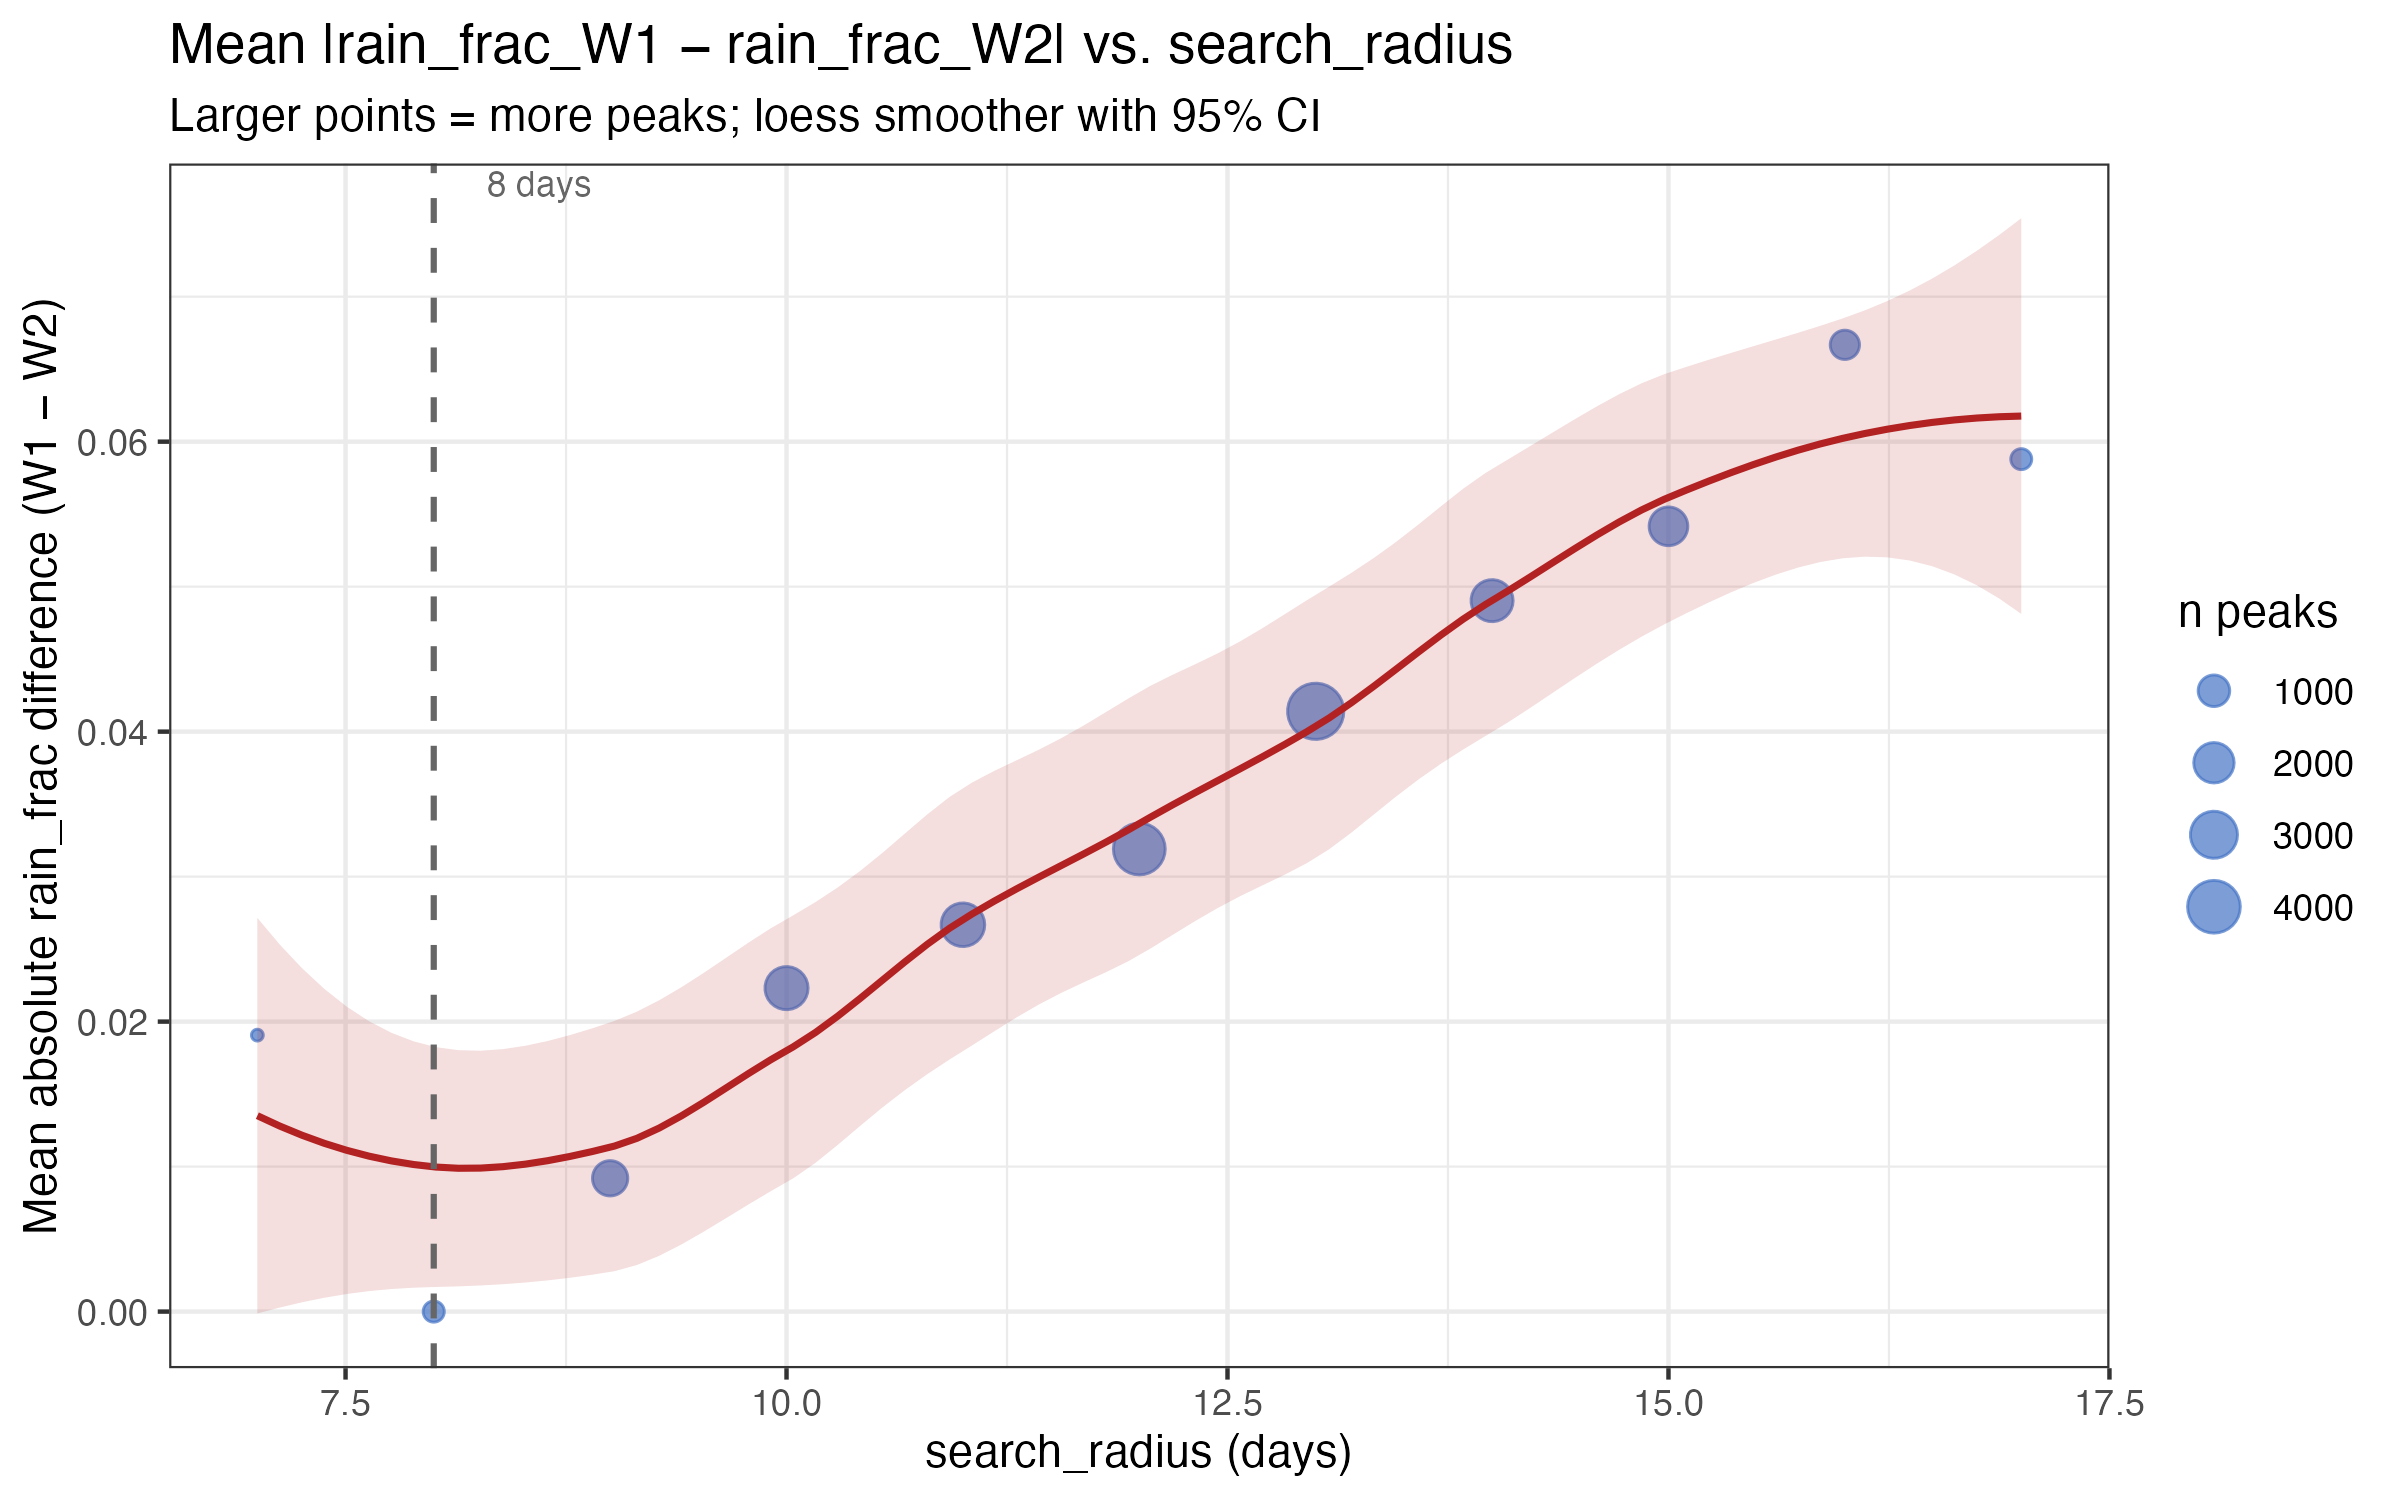 Mean |rain_frac_W1 − rain_frac_W2| vs. search_radius
Larger points = more peaks; loess smoother with 95% CI
8 days
Mean absolute rain_frac difference (W1 − W2)
0.06
0.04
0.02
0.00
7.5 10.0 12.5 15.0 17.5
search_radius (days)
n peaks
1000
2000
3000
4000